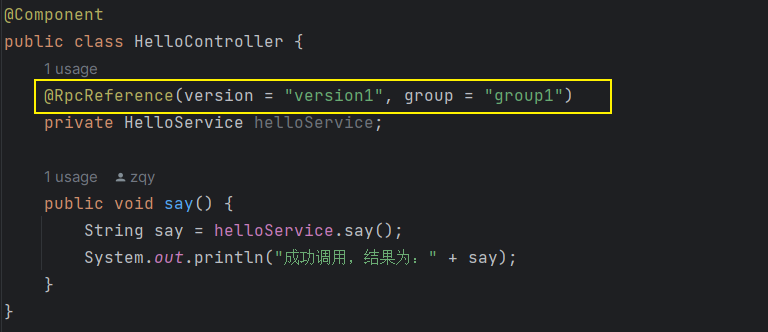 @Component
public class HelloController {
1 usage
@RpcReference(version = "version1", group = "group1")
private HelloService helloService;
1 usage zqy
public void say() {
String say = helloService.say();
System.out.println("成功调用，结果为：" + say);
}
}